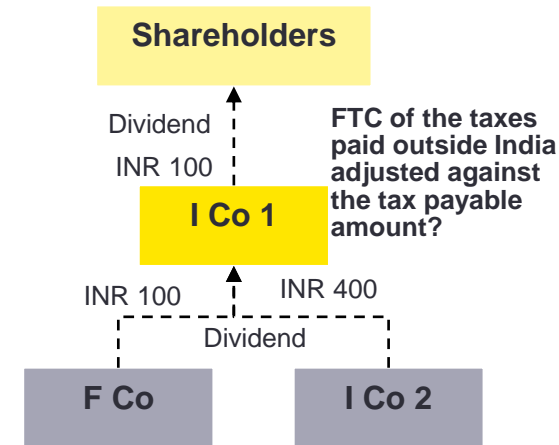 Shareholders
Dividend
INR 100
FTC of the taxes
paid outside India
adjusted against
the tax payable
amount?
I Co 1
INR 100
INR 400
Dividend
F Co
I Co 2